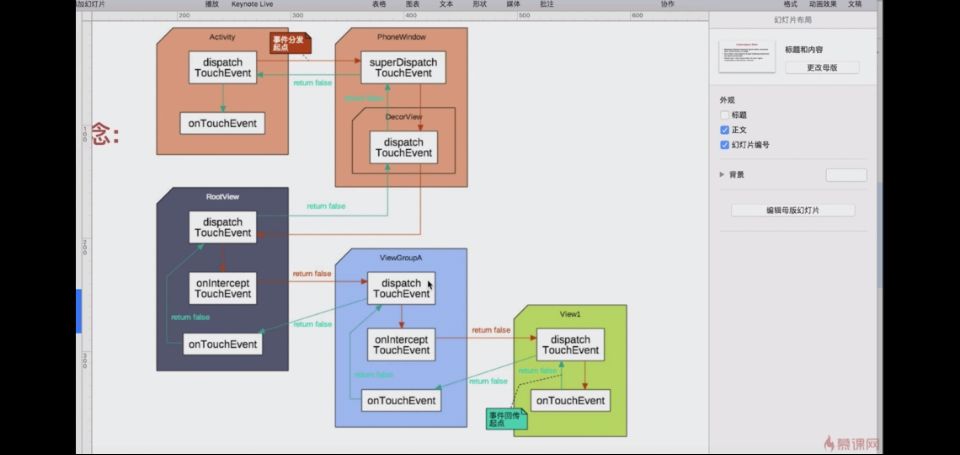 加幻灯片
播放
Keynote Live
表格
图表
文本
形状
媒体
批注
协作
格式
动画效果
文稿
200
300
400
500
600
幻灯片布局
标题和内容
更改母版
外观
标题
正文
幻灯片编号
背景
编辑母版幻灯片
100
200
300
念:
Activity
dispatch
TouchEvent
onTouchEvent
事件分发
起点
return false
PhoneWindow
superDispatch
TouchEvent
DecorView
dispatch
TouchEvent
RootView
dispatch
TouchEvent
return false
onIntercept
TouchEvent
return false
return false
onTouchEvent
return false
ViewGroupA
dispatch
TouchEvent
onIntercept
TouchEvent
return false
return false
onTouchEvent
return false
View1
dispatch
TouchEvent
return false
onTouchEvent
事件回传
起点
慕课网